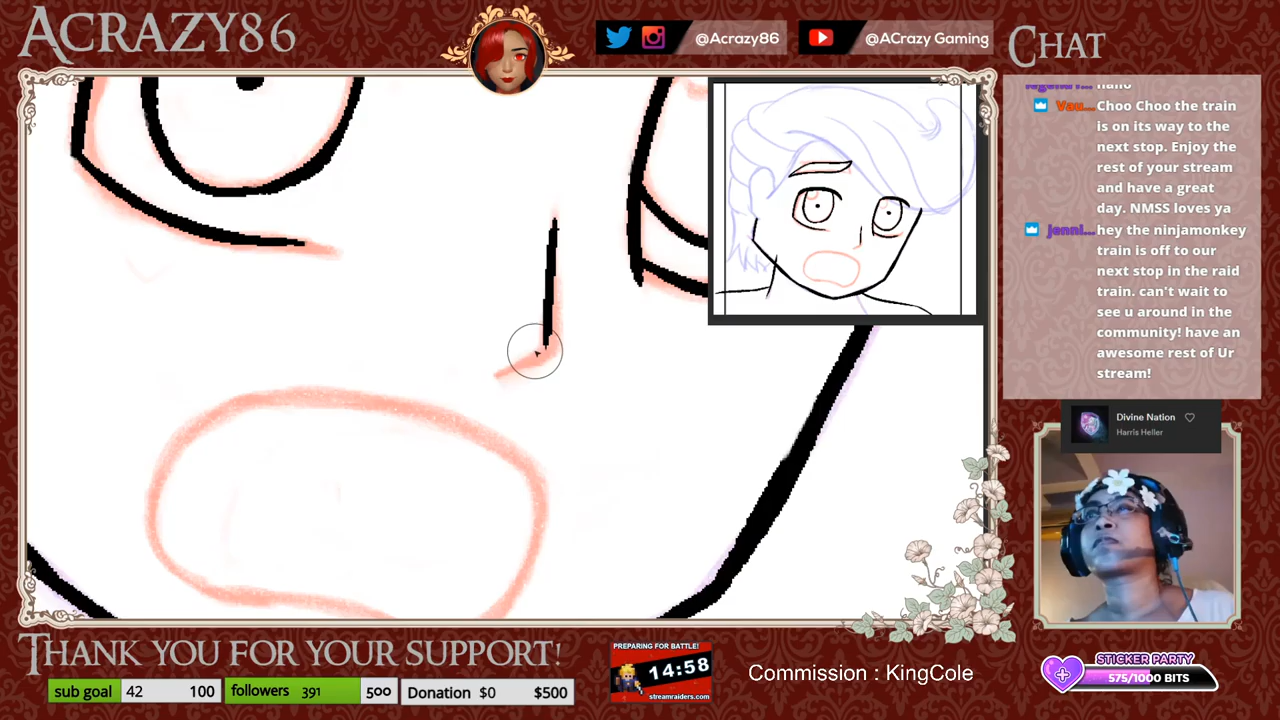 ACRAZY86
@Acrazy86
@ACrazy Gaming
CHAT
hallo
Vau... Choo Choo the train
is on its way to the
next stop. Enjoy the
rest of your stream
and have a great
day. NMSS loves ya
Jenni... hey the ninjamonkey
train is off to our
next stop in the raid
train. can't wait to
see u around in the
community! have an
awesome rest of Ur
stream!
Divine Nation
Harris Heller
THANK YOU FOR YOUR SUPPORT!
sub goal 42 100
followers 391 500
Donation $0 $500
PREPARING FOR BATTLE!
14:58
streamraiders.com
Commission : KingCole
STICKER PARTY
575/1000 BITS